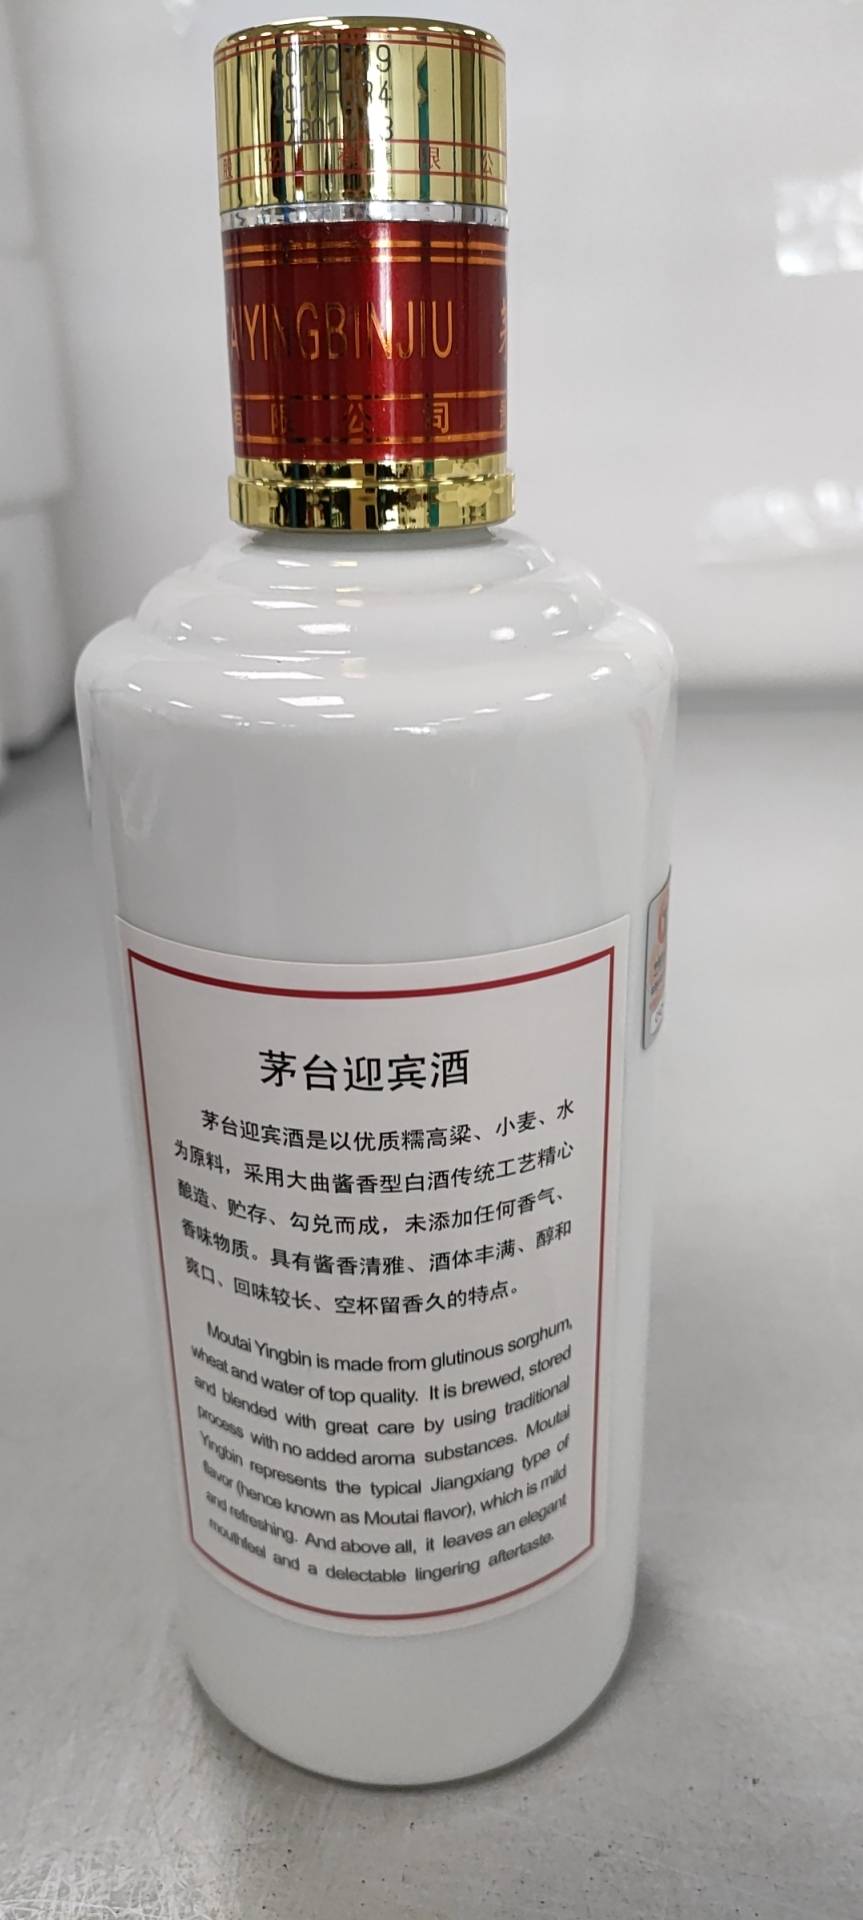 股份有限公
AIYINGBINJIU
有限公司
茅台迎宾酒
茅台迎宾酒是以优质糯高粱、小麦、水
为原料，采用大曲酱香型白酒传统工艺精心
酿造、贮存、勾兑而成，未添加任何香气、
香味物质。具有酱香清雅、酒体丰满、醇和
爽口、回味较长、空杯留香久的特点。
Moutai Yingbin is made from glutinous sorghum,
wheat and water of top quality. It is brewed, stored
and blended with great care by using traditional
process with no added aroma substances. Moutai
Yingbin represents the typical Jiangxiang type of
flavor (hence known as Moutai flavor), which is mild
and refreshing. And above all, it leaves an elegant
mouthfeel and a delectable lingering aftertaste.